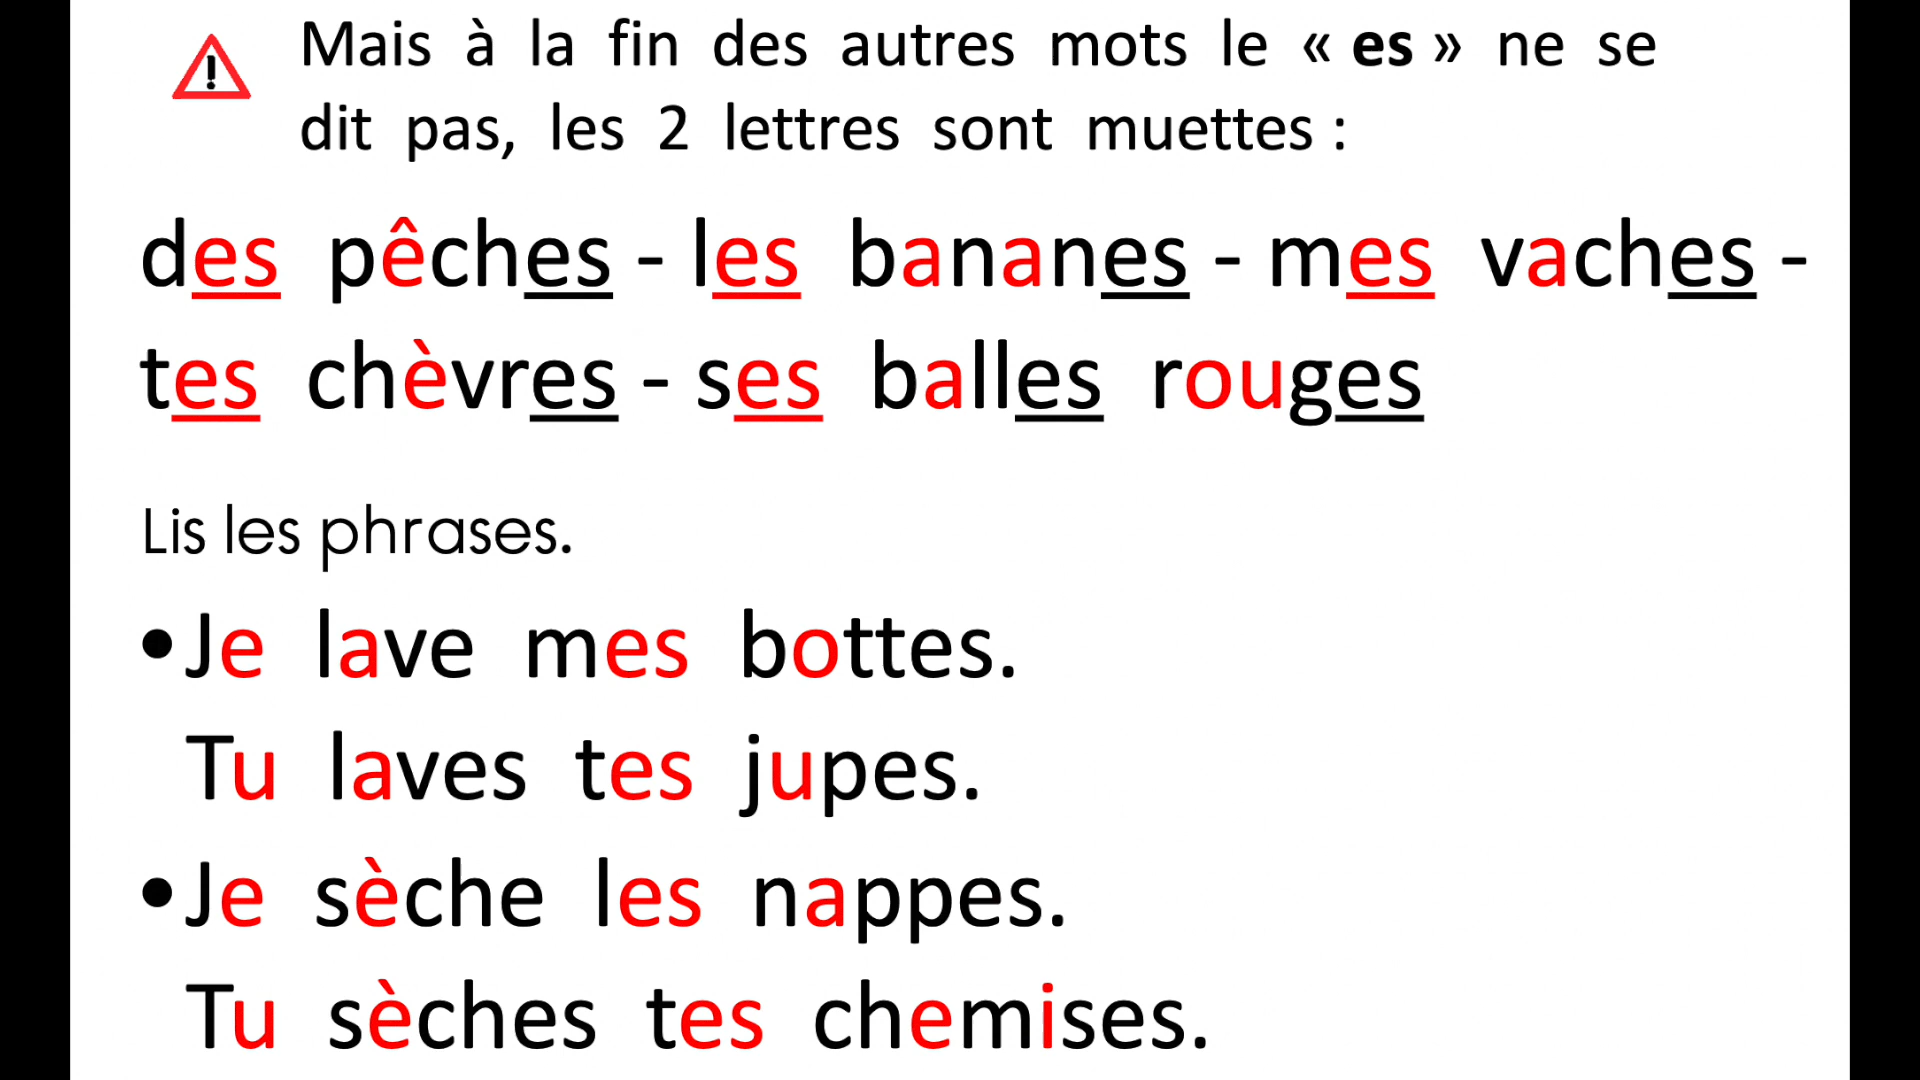 Mais à la fin des autres mots le « es » ne se
dit pas, les 2 lettres sont muettes :
des pêches - les bananes - mes vaches -
tes chèvres - ses balles rouges
Lis les phrases.
•Je lave mes bottes.
Tu laves tes jupes.
•Je sèche les nappes.
Tu sèches tes chemises.